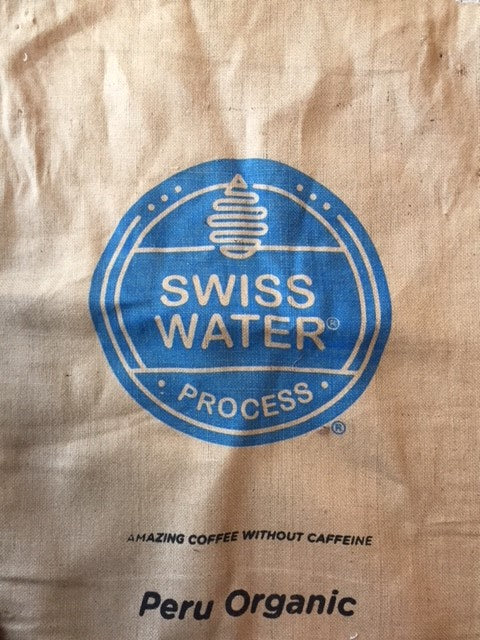 SWISS
WATER®
• PROCESS •
®
AMAZING COFFEE WITHOUT CAFFEINE
Peru Organic